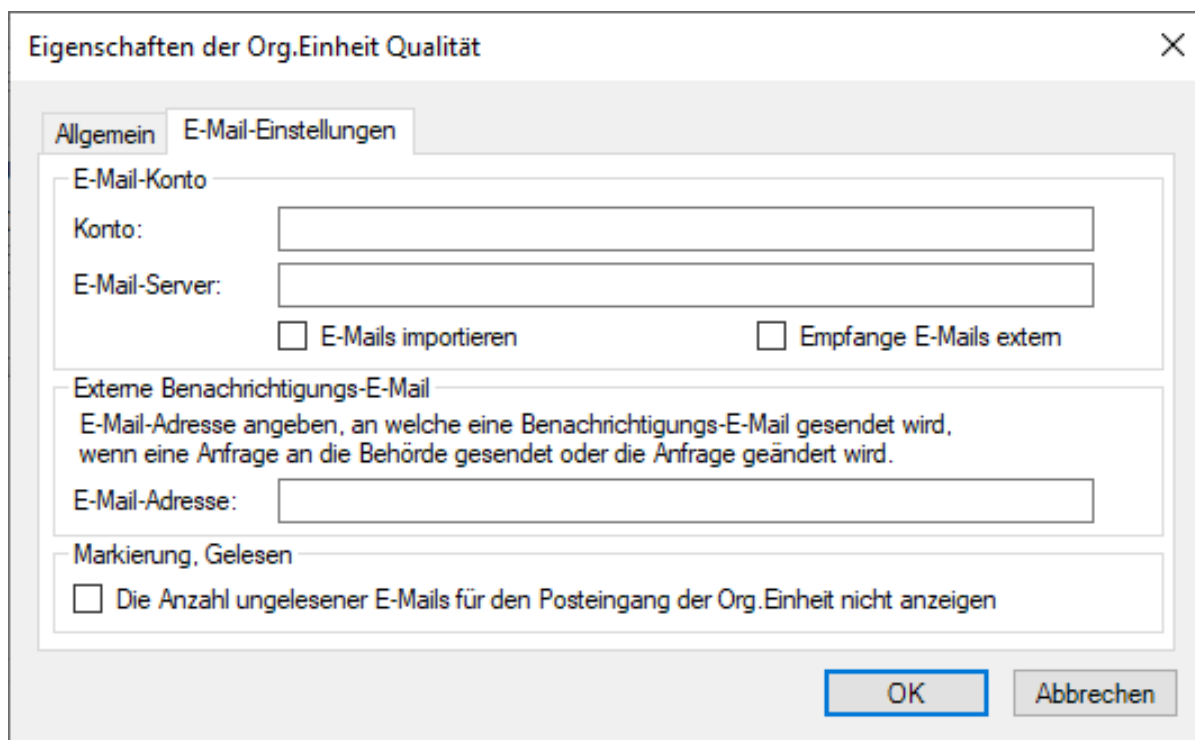 Eigenschaften der Org.Einheit Qualität
Allgemein
E-Mail-Einstellungen
E-Mail-Konto
Konto:
E-Mail-Server:
E-Mails importieren
Empfange E-Mails extern
Externe Benachrichtigungs-E-Mail
E-Mail-Adresse angeben, an welche eine Benachrichtigungs-E-Mail gesendet wird,
wenn eine Anfrage an die Behörde gesendet oder die Anfrage geändert wird.
E-Mail-Adresse:
Markierung, Gelesen
Die Anzahl ungelesener E-Mails für den Posteingang der Org.Einheit nicht anzeigen
OK
Abbrechen